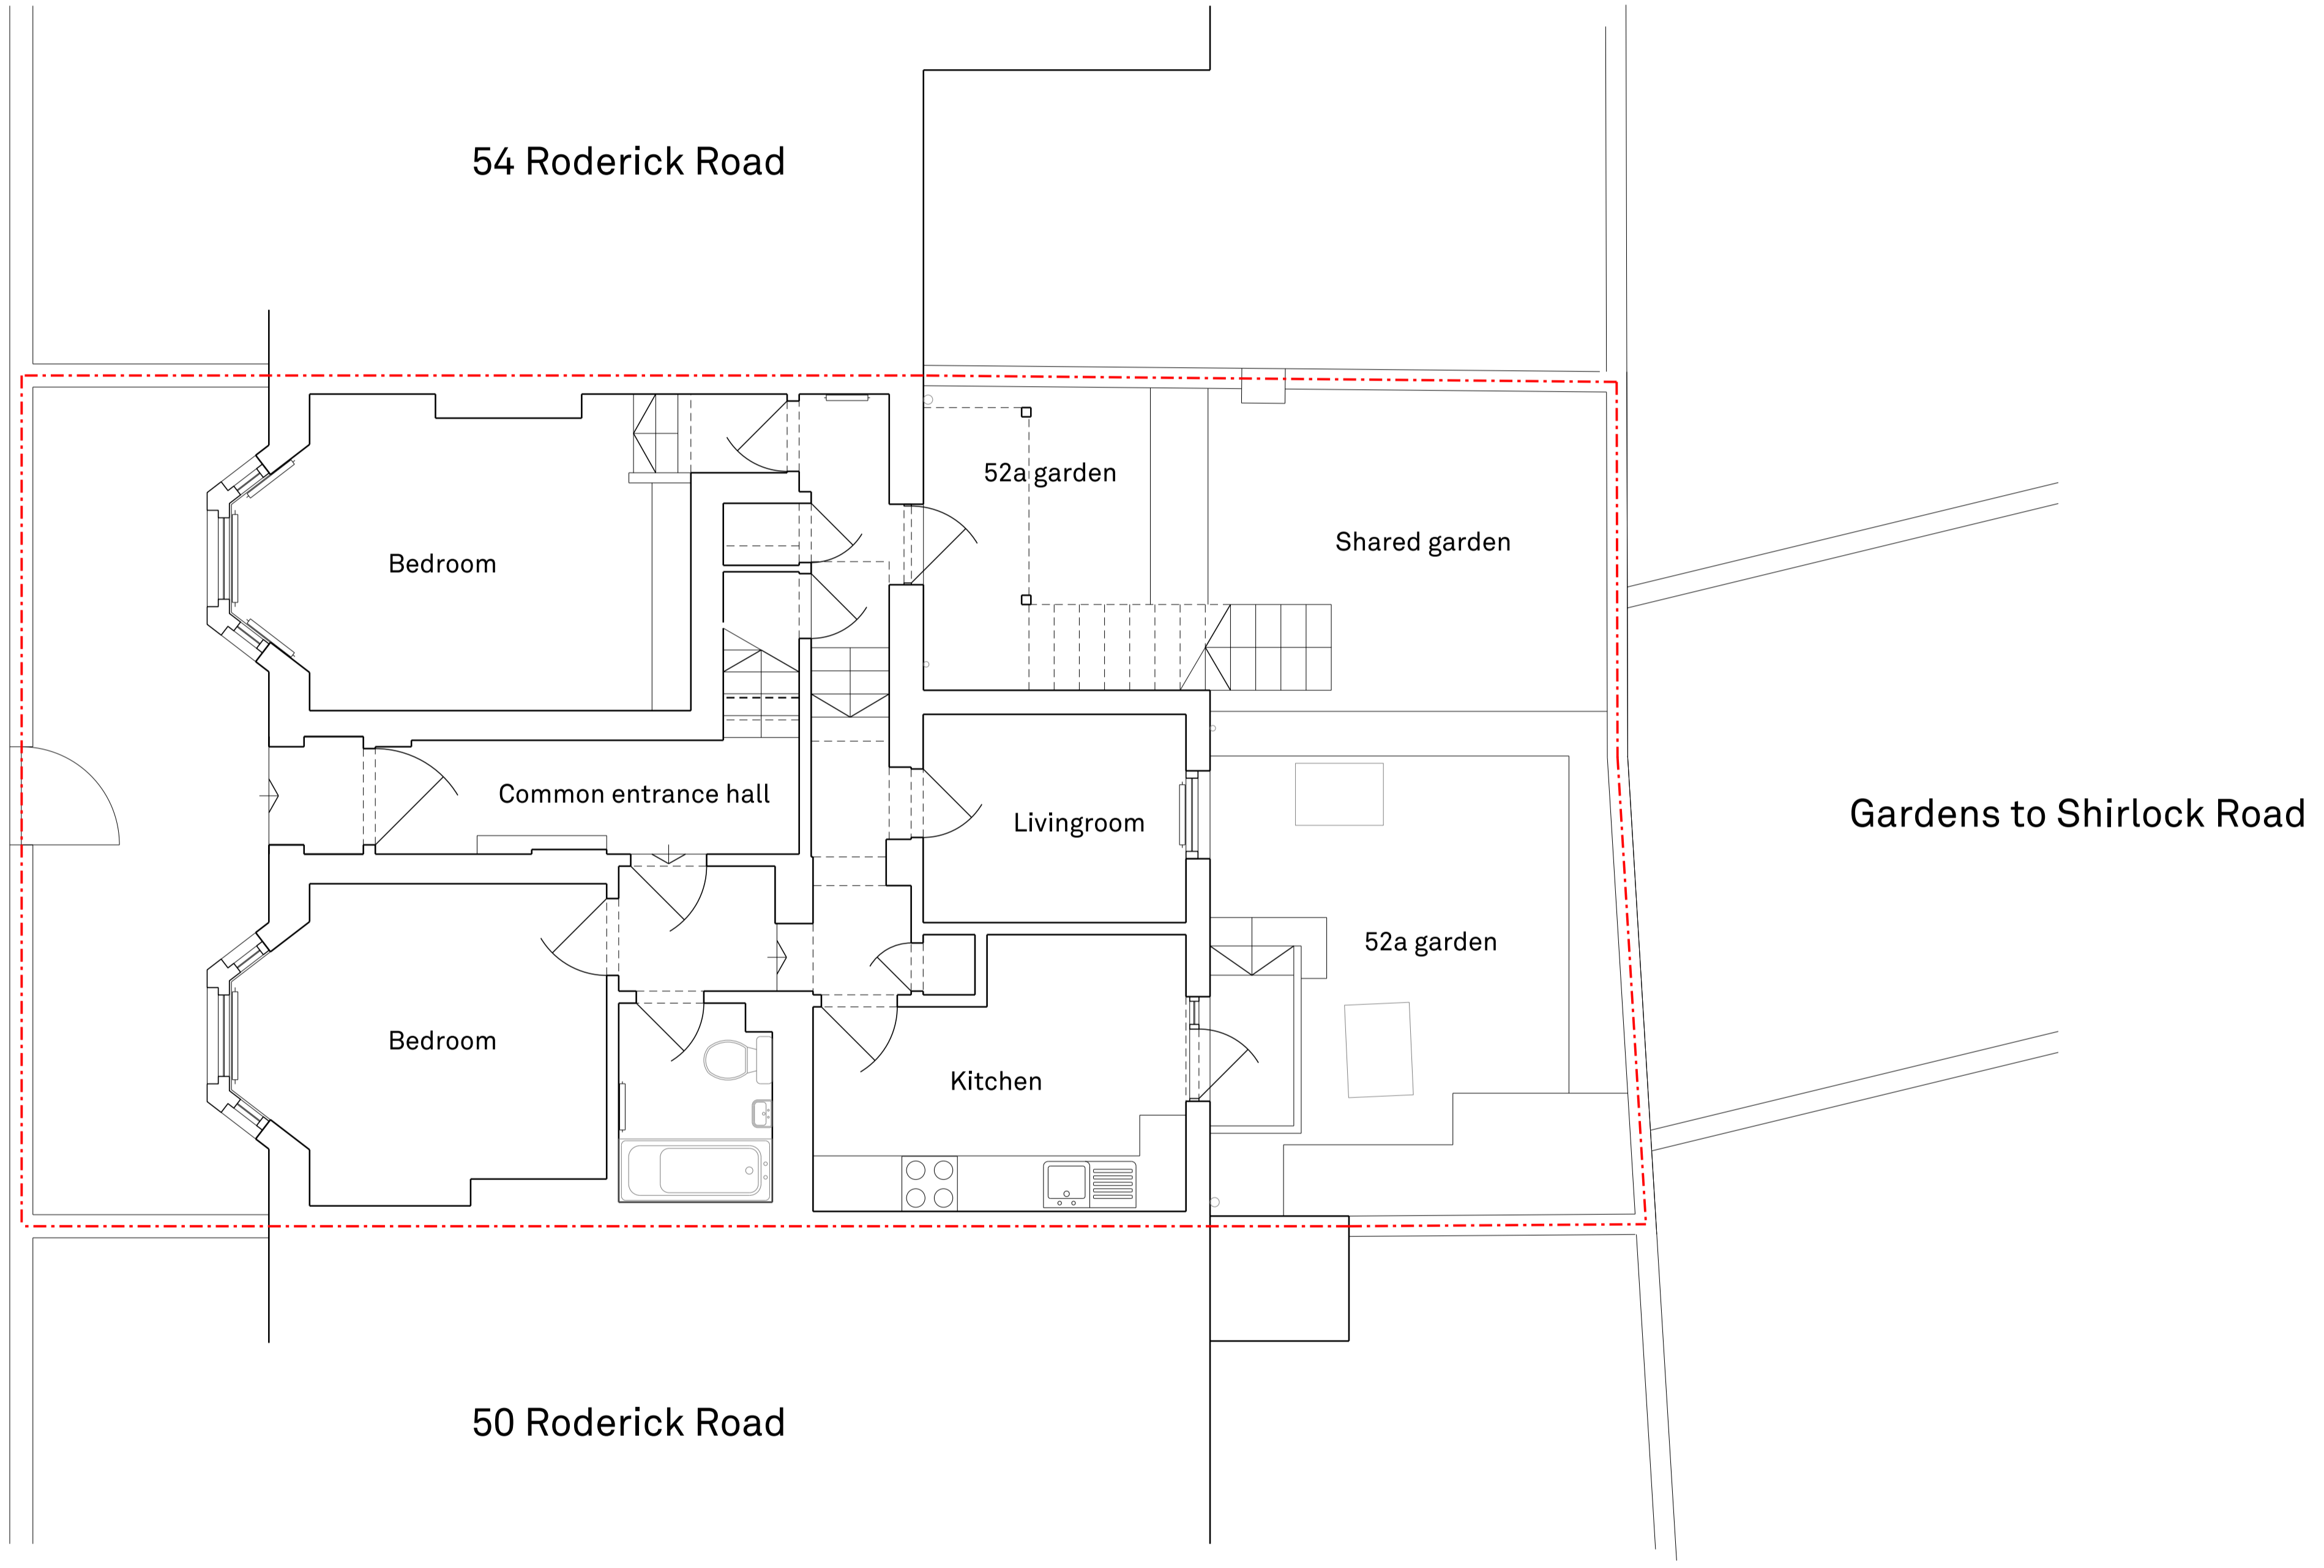 54 Roderick Road
52a garden
Shared garden
Bedroom
Common entrance hall
Livingroom
Gardens to Shirlock Road
52a garden
Bedroom
Kitchen
50 Roderick Road